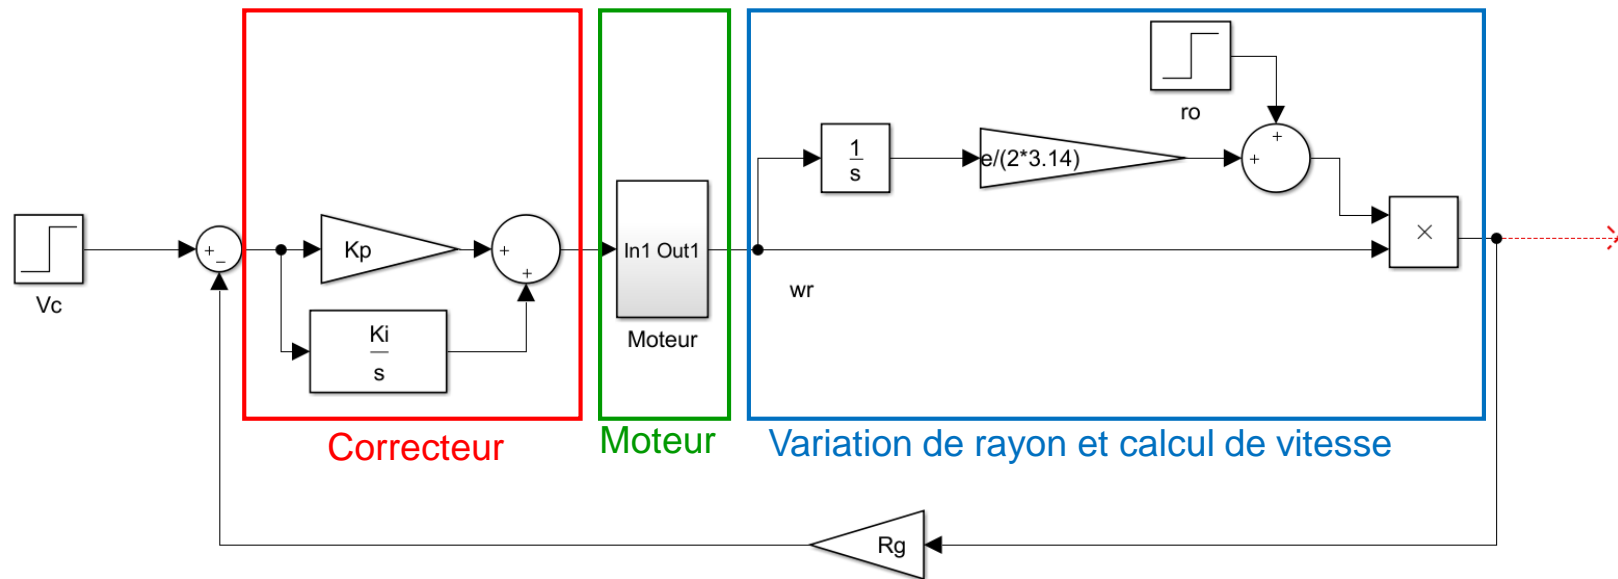 ro
1
s
e/(2*3.14)
+
+
×
Vc
+
−
Kp
+
+
Ki
s
In1 Out1
Moteur
wr
Correcteur
Moteur
Variation de rayon et calcul de vitesse
Rg